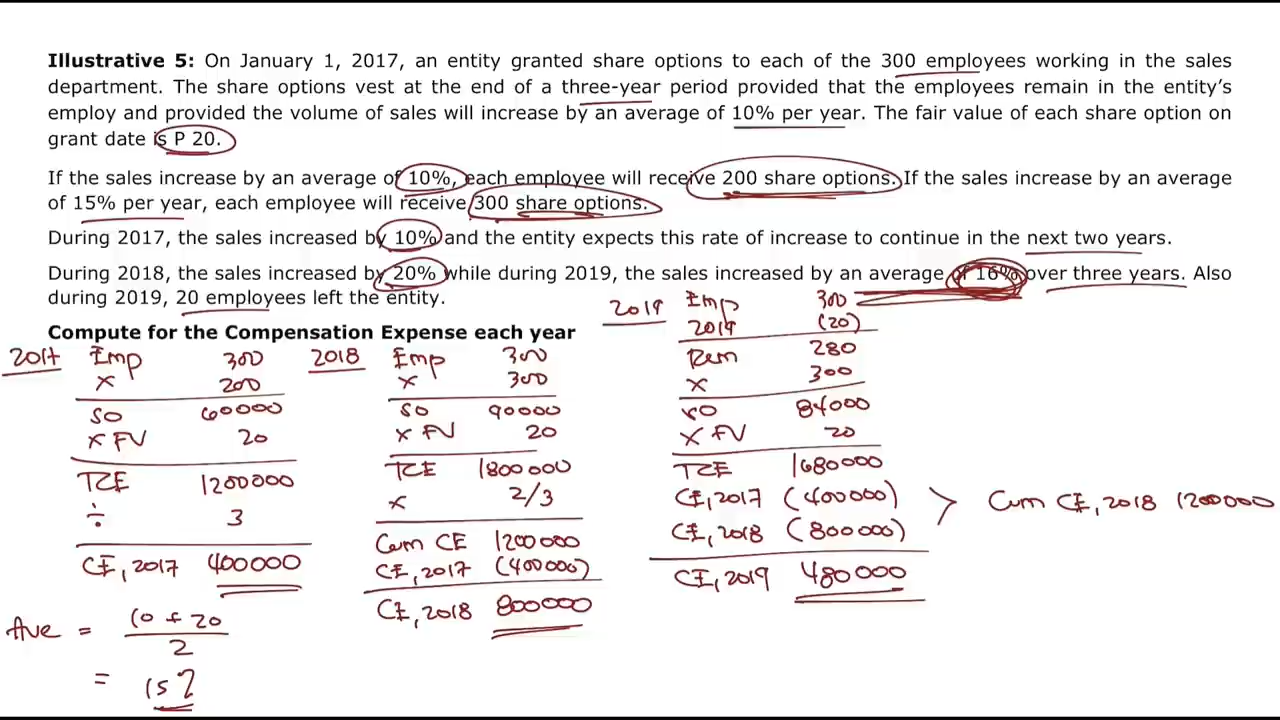 Illustrative 5: On January 1, 2017, an entity granted share options to each of the 300 employees working in the sales
department. The share options vest at the end of a three-year period provided that the employees remain in the entity's
employ and provided the volume of sales will increase by an average of 10% per year. The fair value of each share option on
grant date is P 20.
If the sales increase by an average of 10%, each employee will receive 200 share options. If the sales increase by an average
of 15% per year, each employee will receive 300 share options.
During 2017, the sales increased by 10% and the entity expects this rate of increase to continue in the next two years.
During 2018, the sales increased by 20% while during 2019, the sales increased by an average of 16% over three years. Also
during 2019, 20 employees left the entity.
Compute for the Compensation Expense each year
2017 Emp 300
x 200
SO 60000
x FV 20
TCE 1200000
÷ 3
CE, 2017 400000
Ave = 10 + 20
2
= 15%
2018 Emp 300
x 300
SO 90000
x FV 20
TCE 1800000
x 2/3
Cum CE 1200000
CE, 2017 (400000)
CE, 2018 800000
2019 Emp 300
2019 (20)
Rem 280
x 300
SO 84000
x FV 20
TCE 1680000
CE, 2017 (400000)
CE, 2018 (800000)
> Cum CE, 2018 1200000
CE, 2019 480000